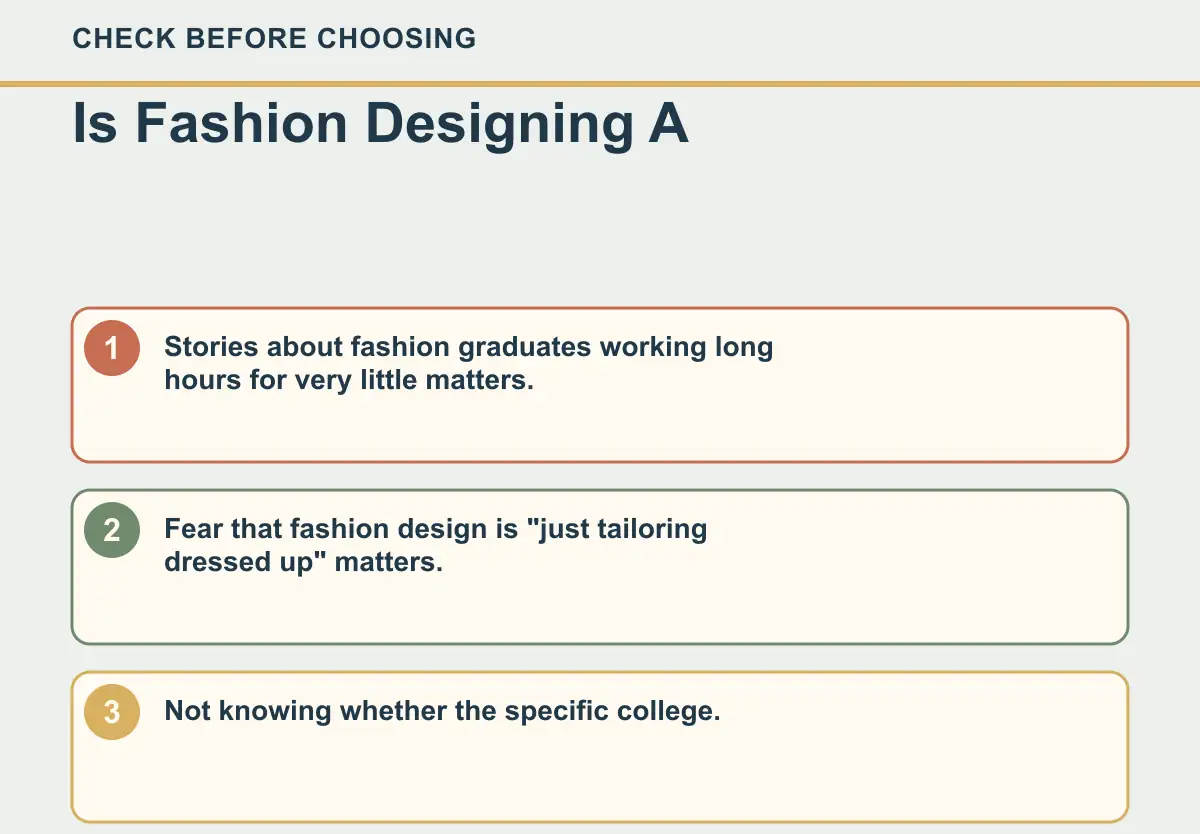 CHECK BEFORE CHOOSING
Is Fashion Designing A
1
Stories about fashion graduates working long
hours for very little matters.
2
Fear that fashion design is "just tailoring
dressed up" matters.
3
Not knowing whether the specific college.